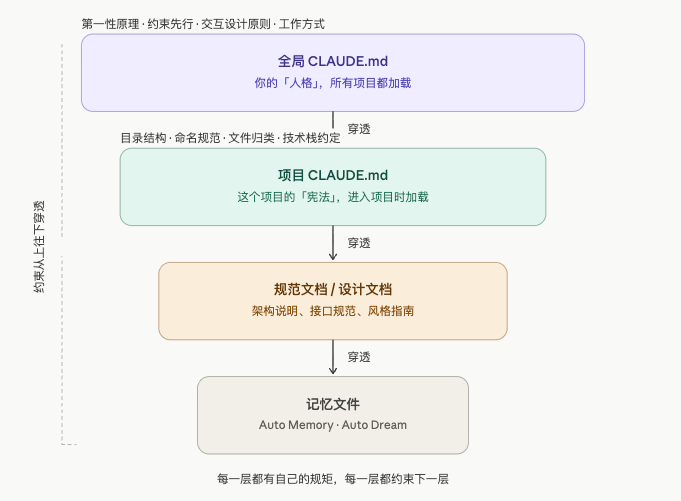 第一性原理 · 约束先行 · 交互设计原则 · 工作方式
全局 CLAUDE.md
你的「人格」，所有项目都加载
穿透
目录结构 · 命名规范 · 文件归类 · 技术栈约定
项目 CLAUDE.md
这个项目的「宪法」，进入项目时加载
穿透
约束从上往下穿透
规范文档 / 设计文档
架构说明、接口规范、风格指南
穿透
记忆文件
Auto Memory · Auto Dream
每一层都有自己的规矩，每一层都约束下一层